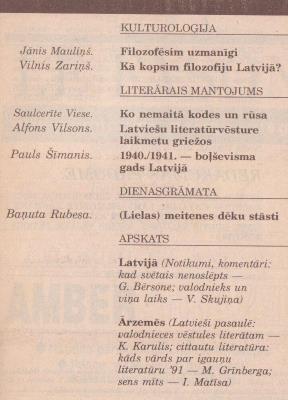 KULTUROLOĢIJA
Jānis Mauliņš. Filozofēsim uzmanīgi
Vilnis Zariņš. Kā kopsim filozofiju Latvijā?
LITERĀRAIS MANTOJUMS
Saulcerīte Viese. Ko nemaitā kodes un rūsa
Alfons Vilsons. Latviešu literatūrvēsture
laikmetu griežos
Pauls Šīmanis. 1940./1941. — boļševisma
gads Latvijā
DIENASGRĀMATA
Baņuta Rubesa. (Lielas) meitenes dēku stāsti
APSKATS
Latvijā (Notikumi, komentāri:
kad svētais nenoslēpts —
G. Bērsone; valodnieks un
viņa laiks — V. Skujiņa)
Ārzemēs (Latvieši pasaulē:
valodnieces vēstules literatām —
K. Karulis; cittautu literatūra:
kāds vārds par igauņu
literatūru '91 — M. Grīnberga;
sens mīts — I. Matīsa)